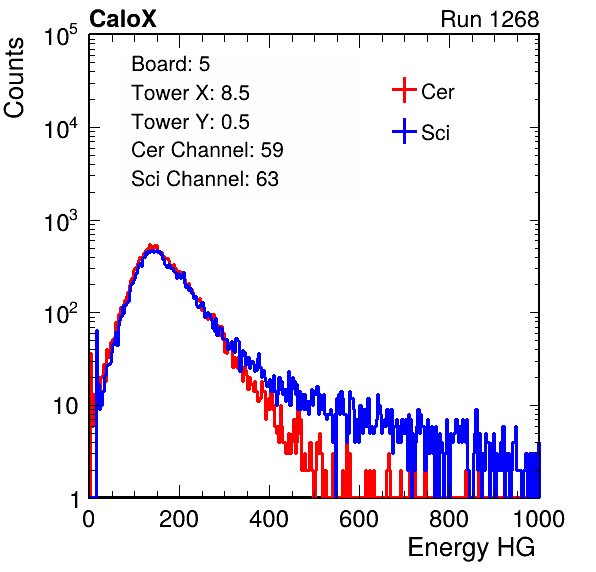 CaloX Run 1268
Counts
10^5
10^4
10^3
10^2
10
1
Board: 5
Tower X: 8.5
Tower Y: 0.5
Cer Channel: 59
Sci Channel: 63
Cer
Sci
0 200 400 600 800 1000
Energy HG